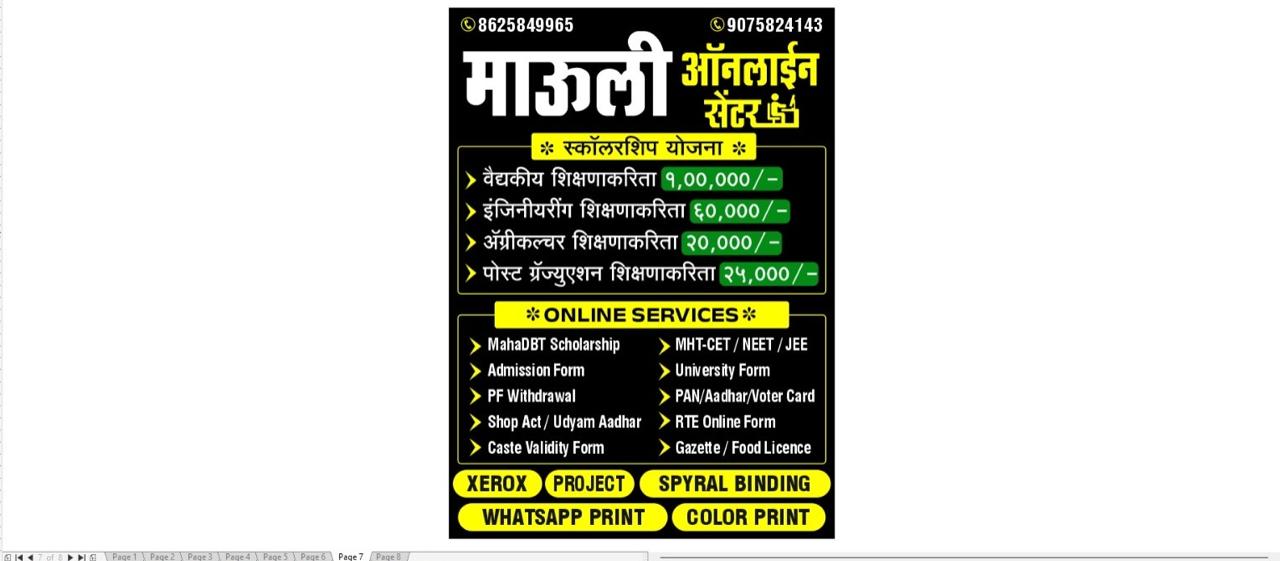 8625849965 9075824143
माऊली ऑनलाईन
सेंटर
* स्कॉलरशिप योजना *
वैद्यकीय शिक्षणाकरिता १,००,०००/-
इंजिनीयरींग शिक्षणाकरिता ६०,०००/-
ॲग्रीकल्चर शिक्षणाकरिता २०,०००/-
पोस्ट ग्रॅज्युएशन शिक्षणाकरिता २५,०००/-
* ONLINE SERVICES *
MahaDBT Scholarship MHT-CET / NEET / JEE
Admission Form University Form
PF Withdrawal PAN/Aadhar/Voter Card
Shop Act / Udyam Aadhar RTE Online Form
Caste Validity Form Gazette / Food Licence
XEROX PROJECT SPYRAL BINDING
WHATSAPP PRINT COLOR PRINT
7 of 8 Page 1 Page 2 Page 3 Page 4 Page 5 Page 6 Page 7 Page 8